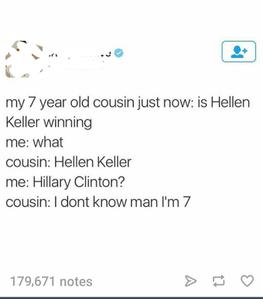 my 7 year old cousin just now: is Hellen
Keller winning
me: what
cousin: Hellen Keller
me: Hillary Clinton?
cousin: I dont know man I'm 7
179,671 notes